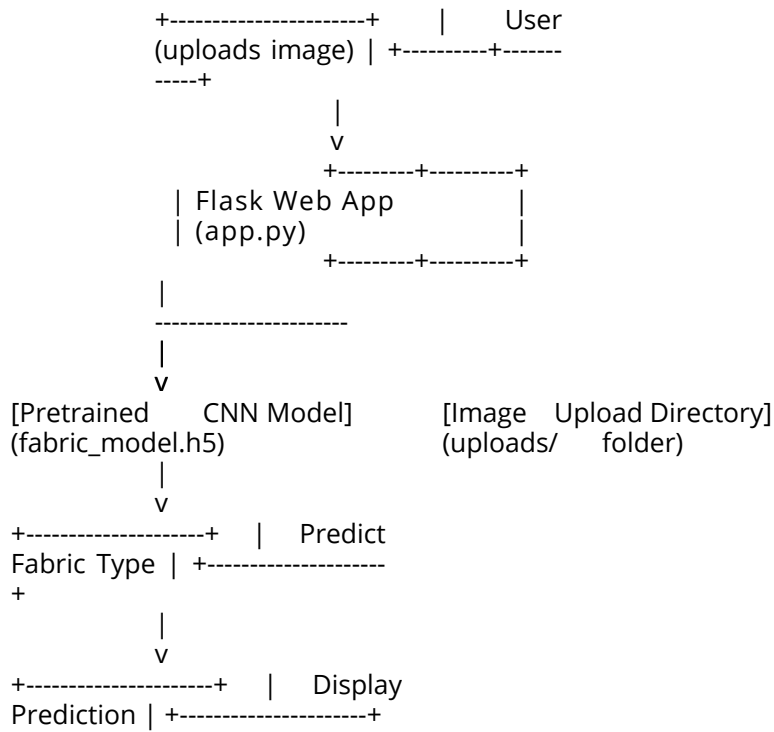 +-----------------------+ | User
(uploads image) | +----------+-------
-----+
|
v
+---------+----------+
| Flask Web App |
| (app.py) |
+---------+----------+
|
-----------------------
|
v
[Pretrained CNN Model] [Image Upload Directory]
(fabric_model.h5) (uploads/ folder)
|
v
+---------------------+ | Predict
Fabric Type | +---------------------
+
|
v
+----------------------+ | Display
Prediction | +----------------------+